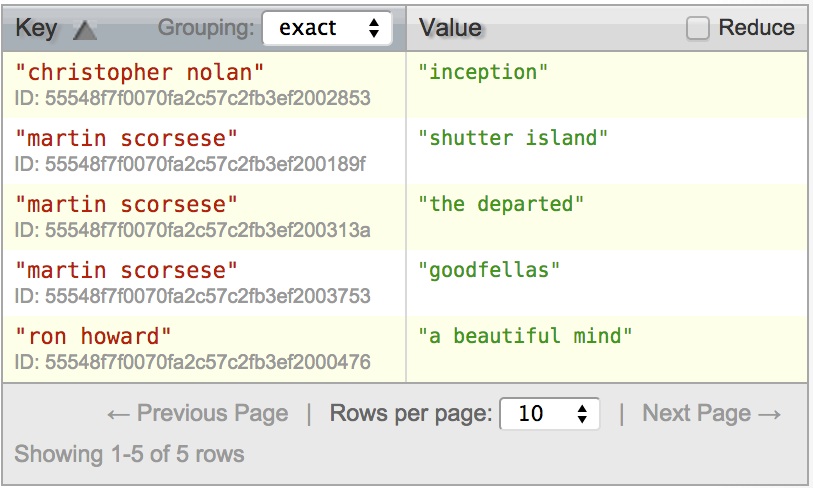 Key Grouping: exact Value Reduce
"christopher nolan" "inception"
ID: 55548f7f0070fa2c57c2fb3ef2002853
"martin scorsese" "shutter island"
ID: 55548f7f0070fa2c57c2fb3ef200189f
"martin scorsese" "the departed"
ID: 55548f7f0070fa2c57c2fb3ef200313a
"martin scorsese" "goodfellas"
ID: 55548f7f0070fa2c57c2fb3ef2003753
"ron howard" "a beautiful mind"
ID: 55548f7f0070fa2c57c2fb3ef2000476
← Previous Page | Rows per page: 10 | Next Page →
Showing 1-5 of 5 rows